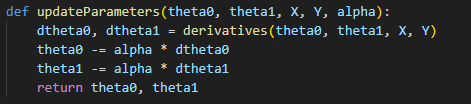 def updateParameters(theta0, theta1, X, Y, alpha):
    dtheta0, dtheta1 = derivatives(theta0, theta1, X, Y)
    theta0 -= alpha * dtheta0
    theta1 -= alpha * dtheta1
    return theta0, theta1